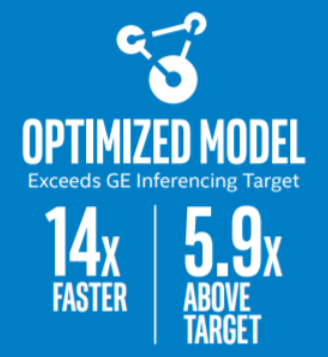 OPTIMIZED MODEL
Exceeds GE Inferencing Target
14x
FASTER
5.9x
ABOVE
TARGET